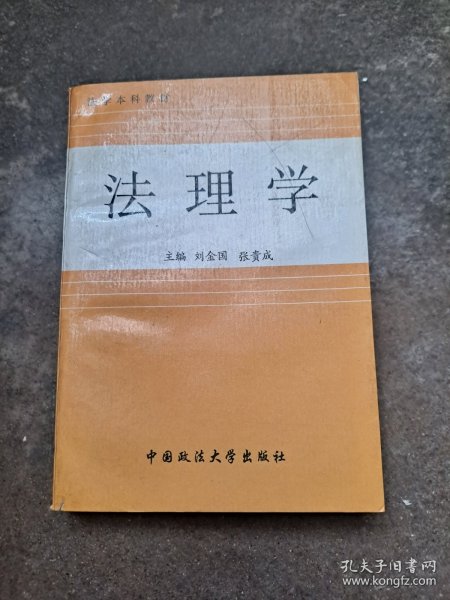 法学本科教材
法理学
主编 刘金国 张贵成
中国政法大学出版社
孔夫子旧书网
www.kongfz.com